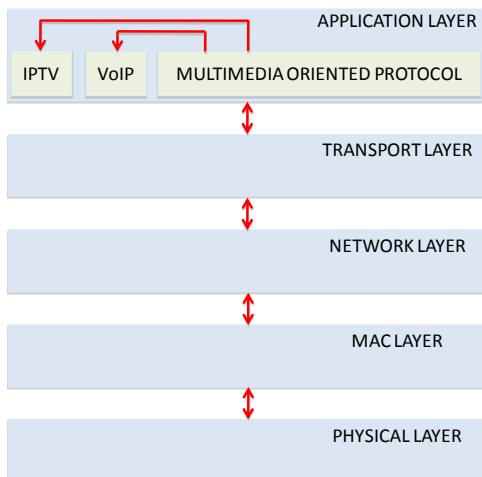 APPLICATION LAYER
IPTV
VoIP
MULTIMEDIA ORIENTED PROTOCOL
TRANSPORT LAYER
NETWORK LAYER
MAC LAYER
PHYSICAL LAYER